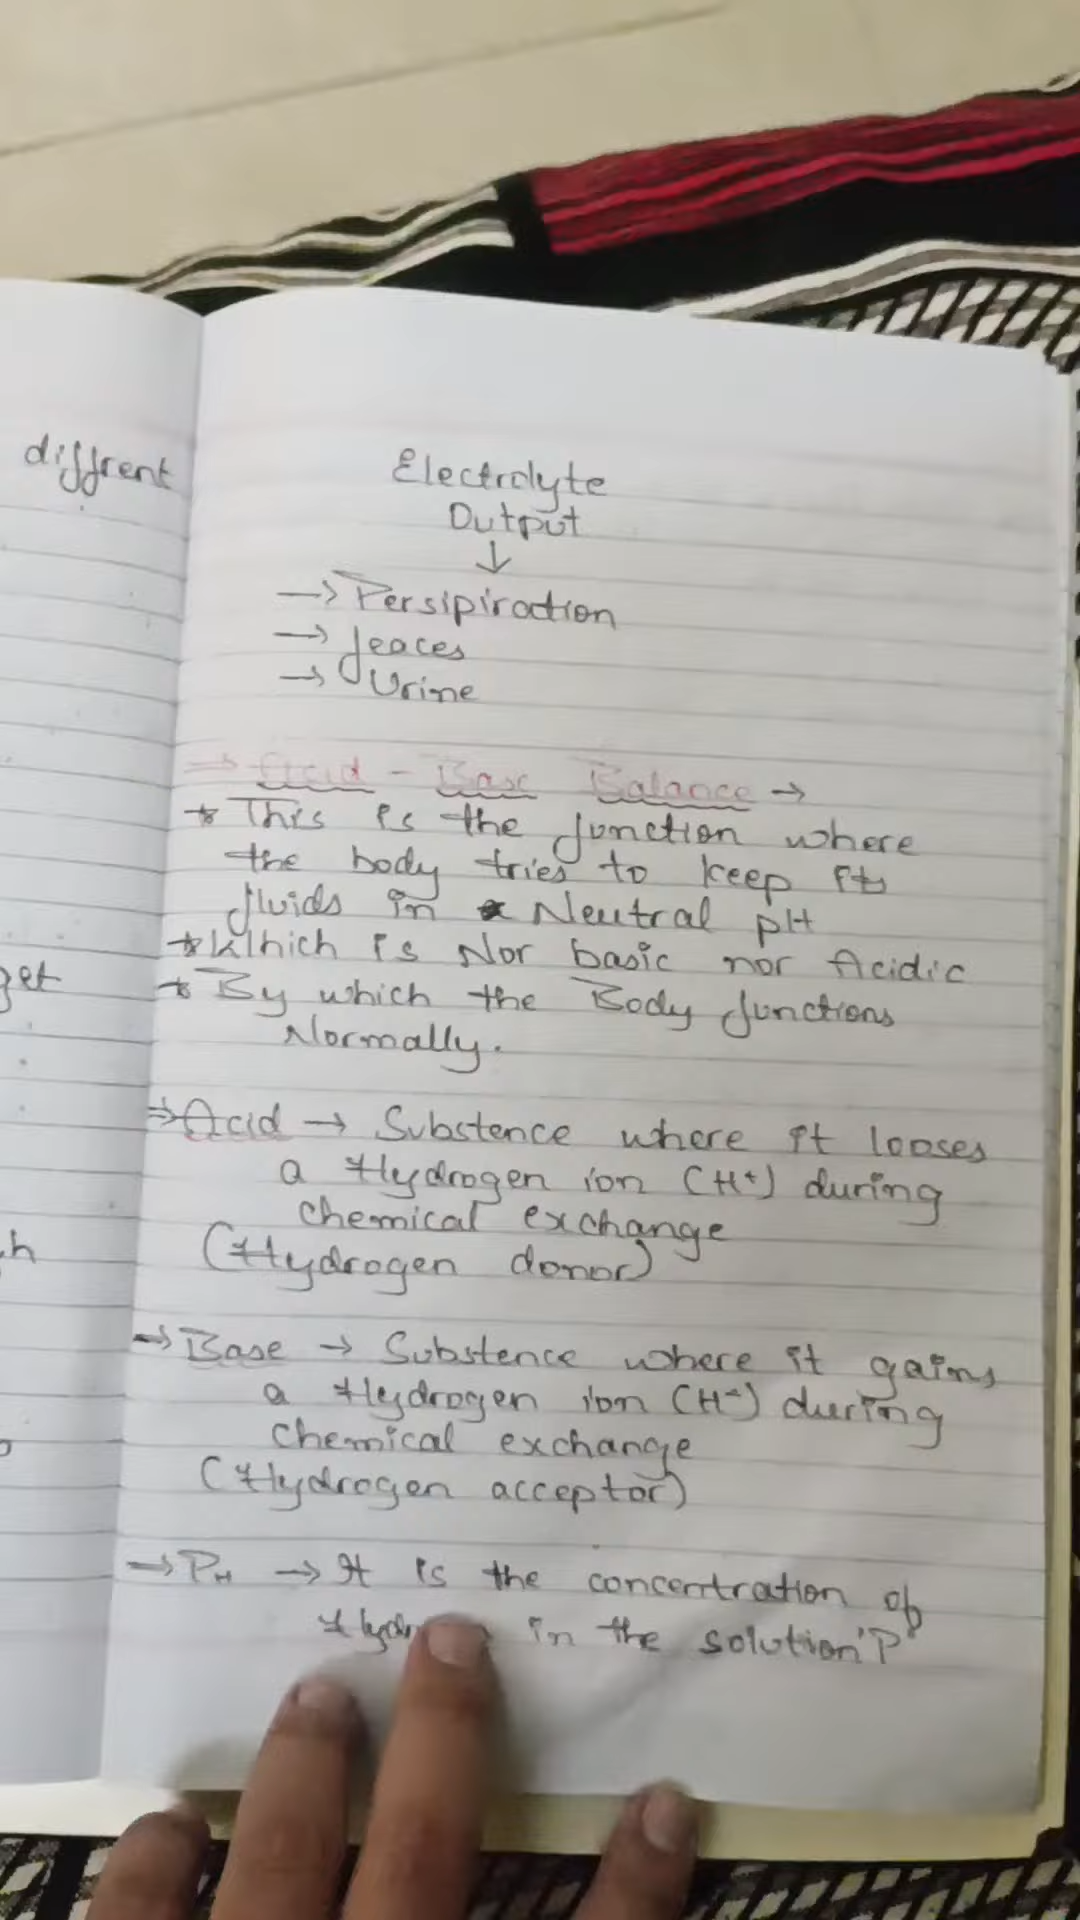 diffrent
get
h
Electrolyte
Output
↓
→ Persipiration
→ feaces
→ Urine
⇒ Acid - Base Balance →
* This is the function where
the body tries to keep its
fluids in Neutral pH
* Which is Nor basic nor Acidic
* By which the Body functions
Normally.
⇒ Acid → Substence where it looses
a Hydrogen ion (H+) during
chemical exchange
(Hydrogen donor)
→ Base → Substence where it gains
a Hydrogen ion (H-) during
chemical exchange
(Hydrogen acceptor)
→ PH → It is the concentration of
in the solution 'P'